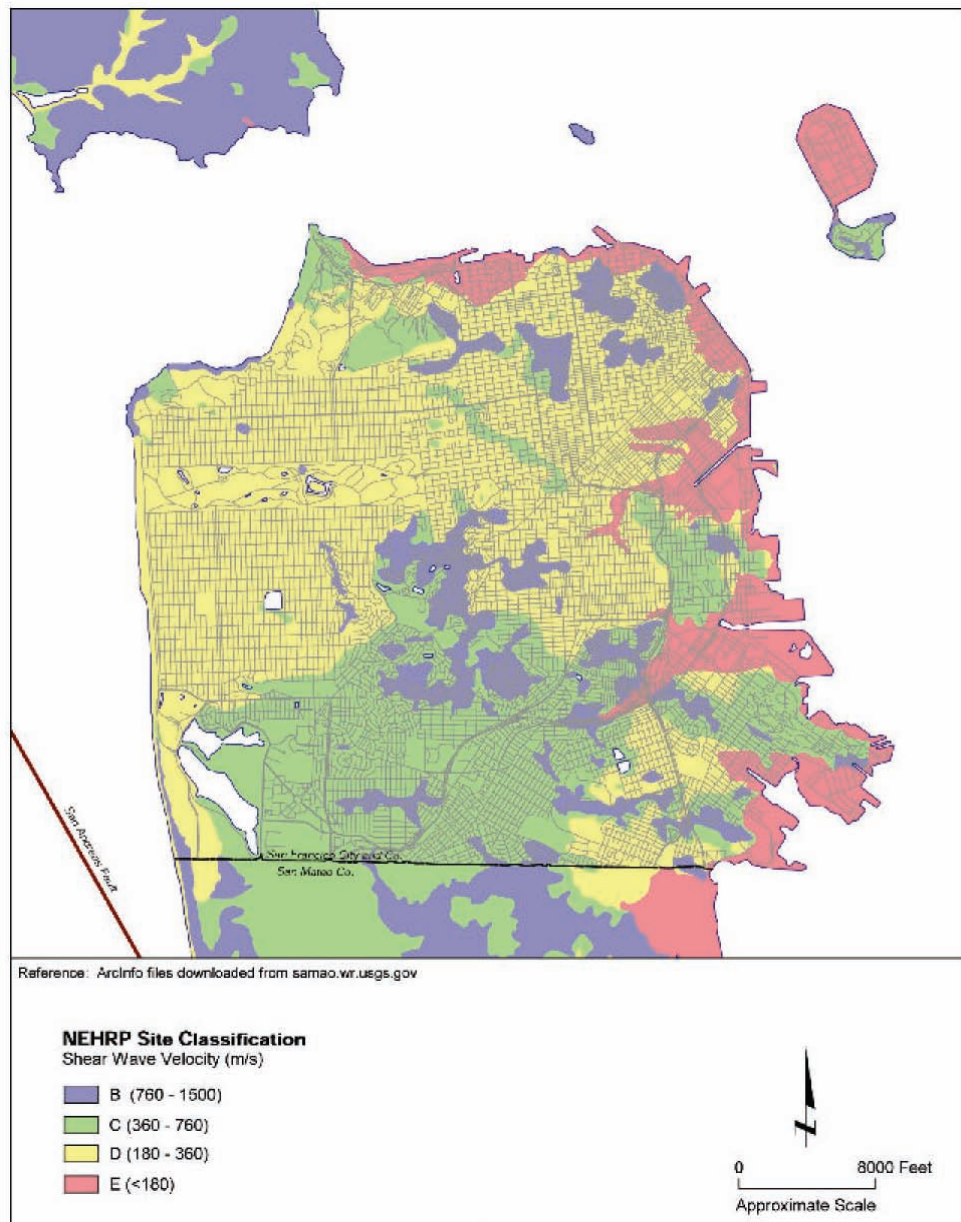 San Andreas Fault
San Francico City and Co.
San Mateo Co.
Reference: ArcInfo files downloaded from samao.wr.usgs.gov
NEHRP Site Classification
Shear Wave Velocity (m/s)
B (760 - 1500)
C (360 - 760)
D (180 - 360)
E (<180)
0 8000 Feet
Approximate Scale